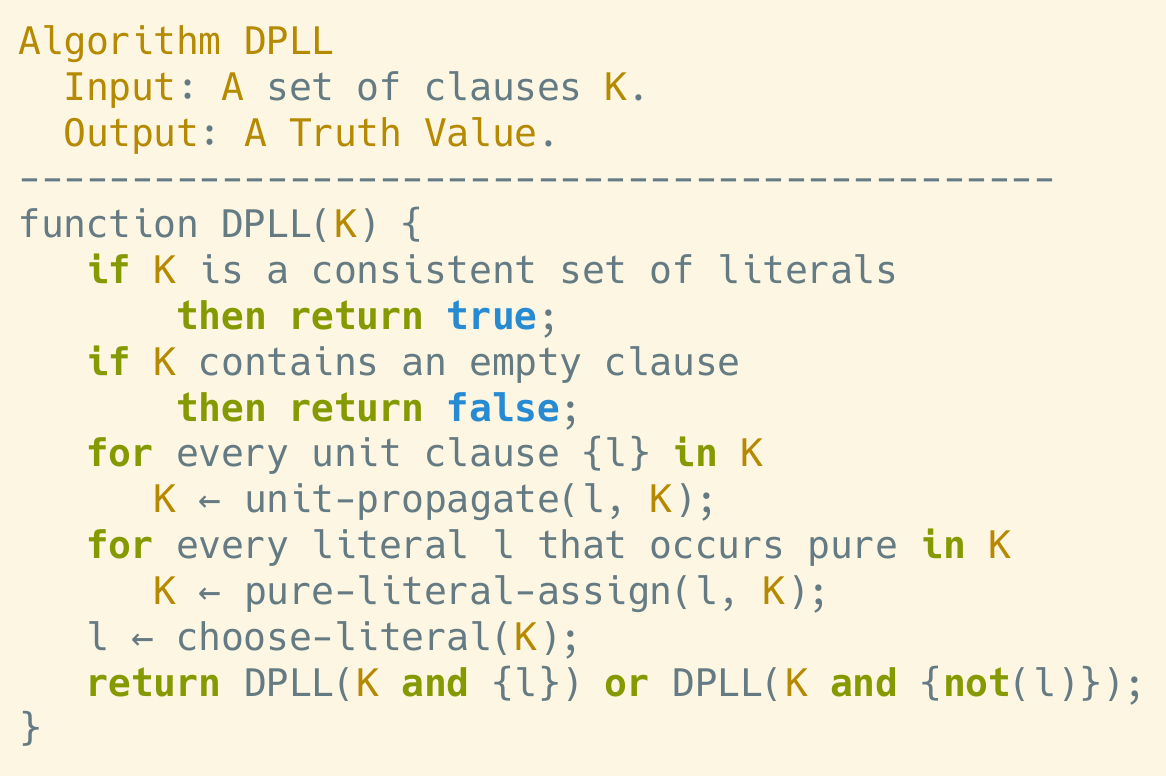 Algorithm DPLL
  Input: A set of clauses K.
  Output: A Truth Value.
----------------------------------------------
function DPLL(K) {
   if K is a consistent set of literals
       then return true;
   if K contains an empty clause
       then return false;
   for every unit clause {l} in K
      K ← unit-propagate(l, K);
   for every literal l that occurs pure in K
      K ← pure-literal-assign(l, K);
   l ← choose-literal(K);
   return DPLL(K and {l}) or DPLL(K and {not(l)});
}